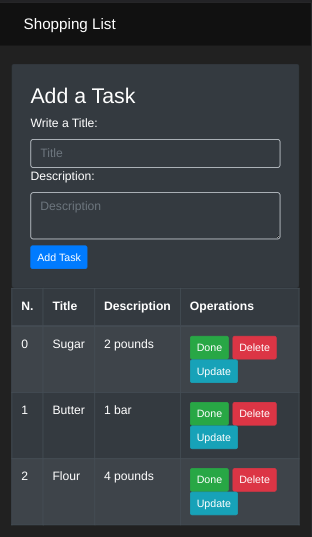 Shopping List
Add a Task
Write a Title:
Title
Description:
Description
Add Task
N. Title Description Operations
0 Sugar 2 pounds Done Delete
Update
1 Butter 1 bar Done Delete
Update
2 Flour 4 pounds Done Delete
Update